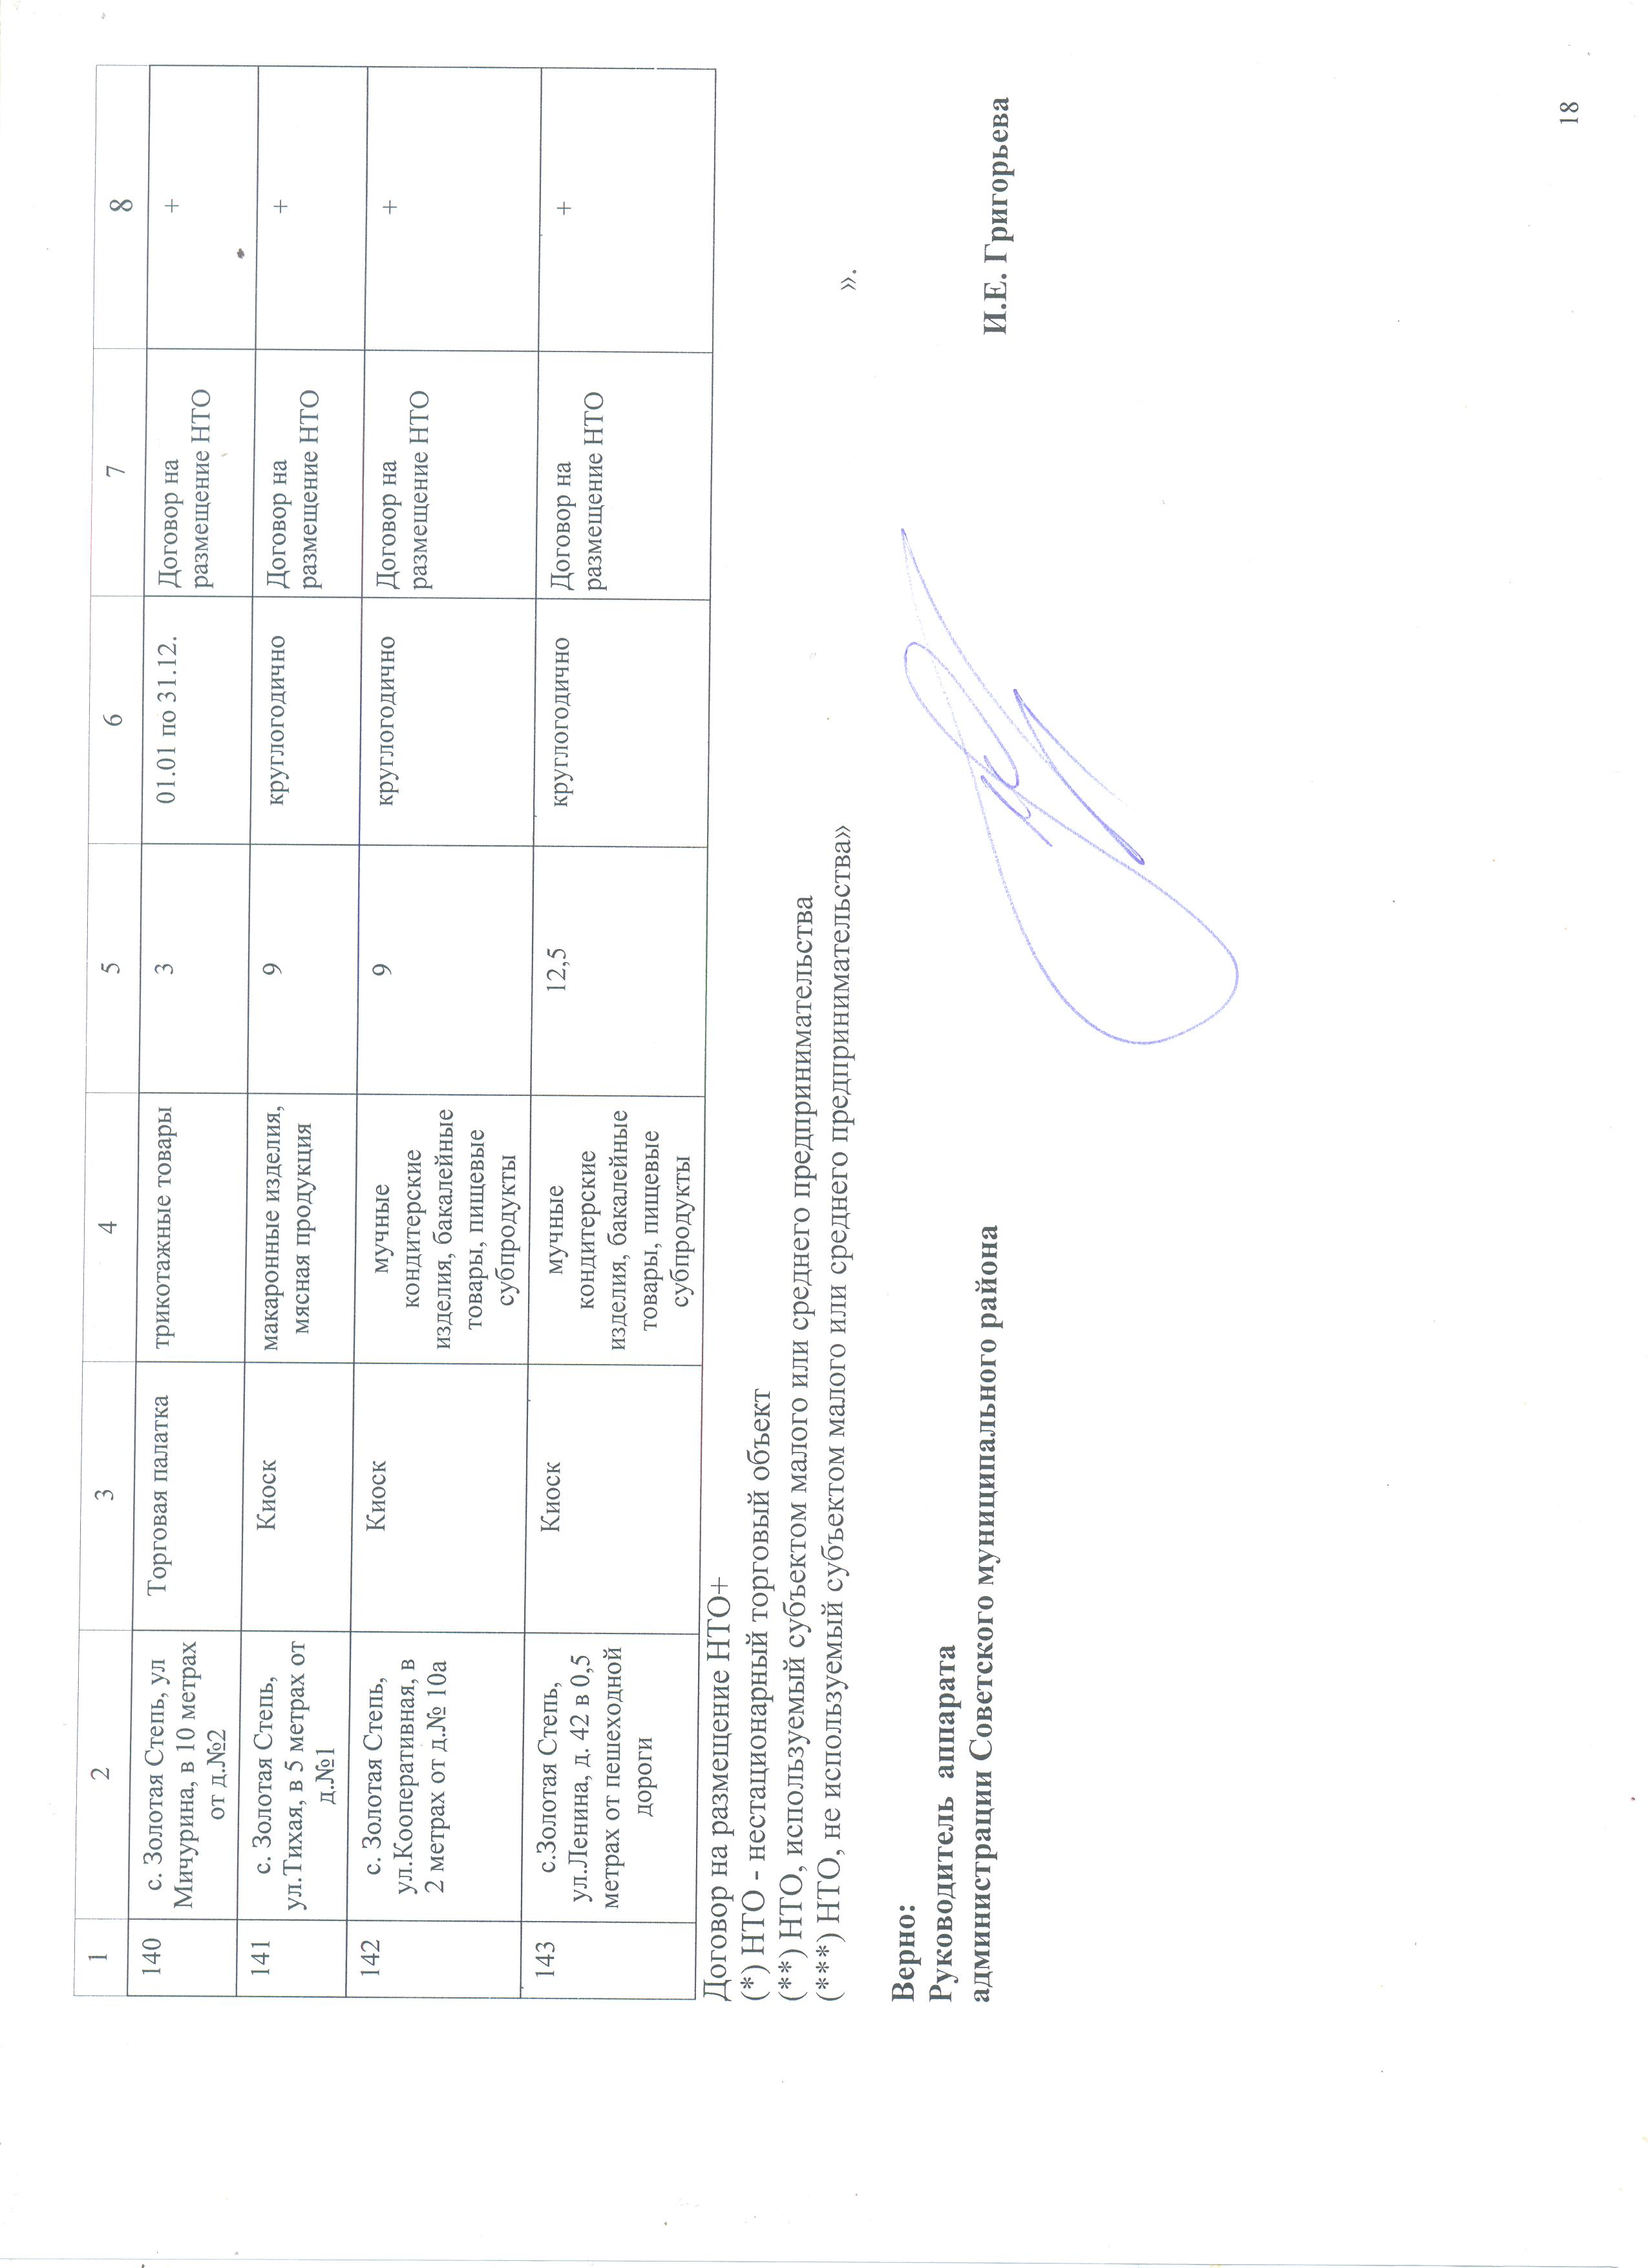 1 2 3 4 5 6 7 8
140
с. Золотая Степь, ул
Мичурина, в 10 метрах
от д.№2
Торговая палатка
трикотажные товары
3
01.01 по 31.12.
Договор на
размещение НТО
+
141
с. Золотая Степь,
ул.Тихая, в 5 метрах от
д.№1
Киоск
макаронные изделия,
мясная продукция
9
круглогодично
Договор на
размещение НТО
+
142
с. Золотая Степь,
ул.Кооперативная, в
2 метрах от д.№ 10а
Киоск
мучные
кондитерские
изделия, бакалейные
товары, пищевые
субпродукты
9
круглогодично
Договор на
размещение НТО
+
143
с.Золотая Степь,
ул.Ленина, д. 42 в 0,5
метрах от пешеходной
дороги
Киоск
мучные
кондитерские
изделия, бакалейные
товары, пищевые
субпродукты
12,5
круглогодично
Договор на
размещение НТО
+
Договор на размещение НТО+
(*) НТО - нестационарный торговый объект
(**) НТО, используемый субъектом малого или среднего предпринимательства
(***) НТО, не используемый субъектом малого или среднего предпринимательства»
».
Верно:
Руководитель аппарата
администрации Советского муниципального района
И.Е. Григорьева
18